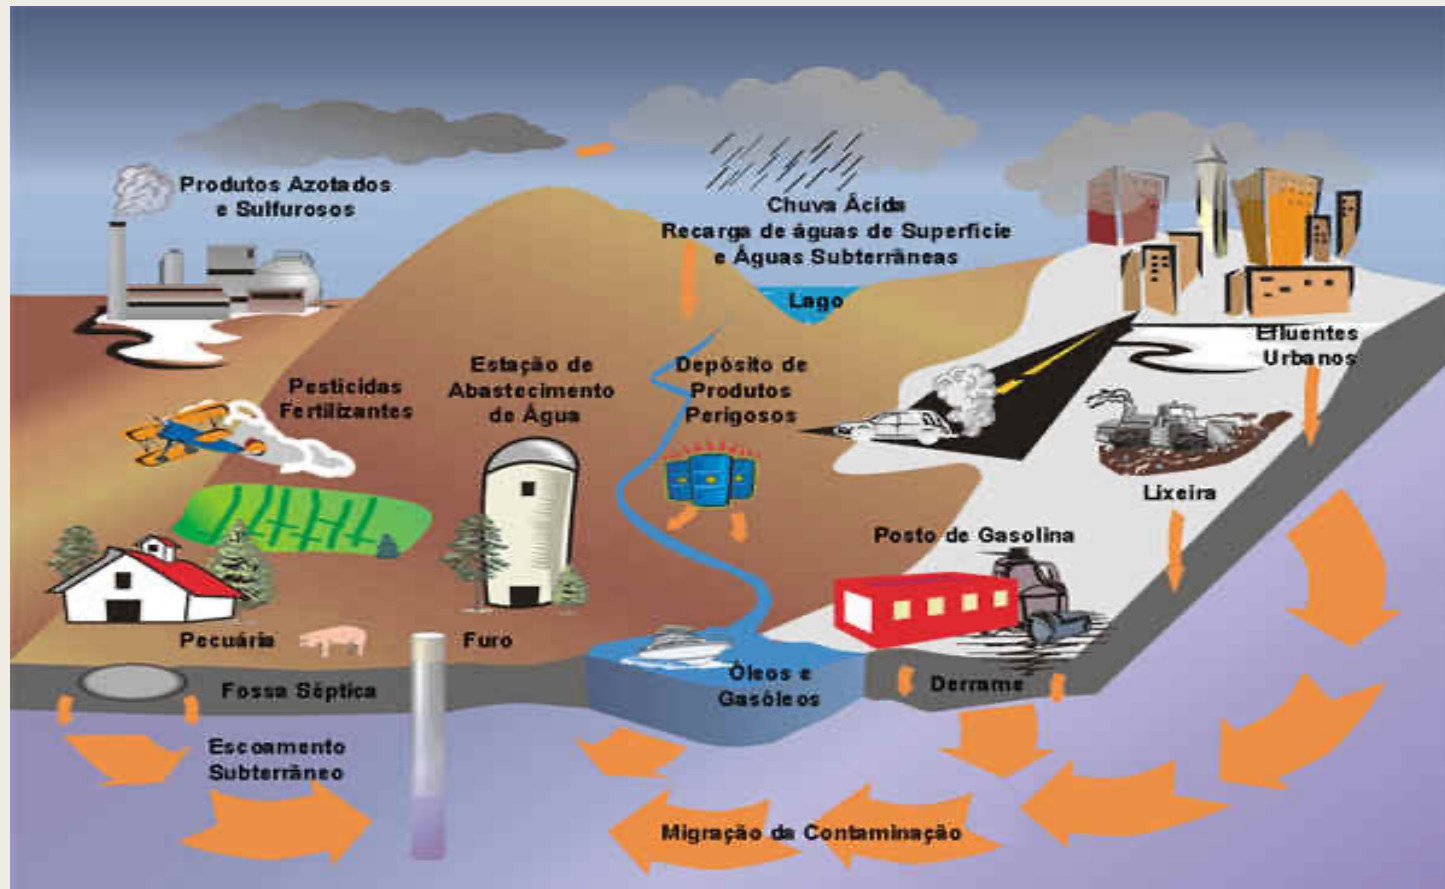 Produtos Azotados
e Sulfurosos
Chuva Ácida
Recarga de águas de Superficie
e Águas Subterrâneas
Lago
Efluentes
Urbanos
Estação de
Abastecimento
de Água
Depósito de
Produtos
Perigosos
Pesticidas
Fertilizantes
Lixeira
Posto de Gasolina
Pecuária
Furo
Fossa Séptica
Óleos e
Gasóleos
Derrame
Escoamento
Subterrâneo
Migração da Contaminação